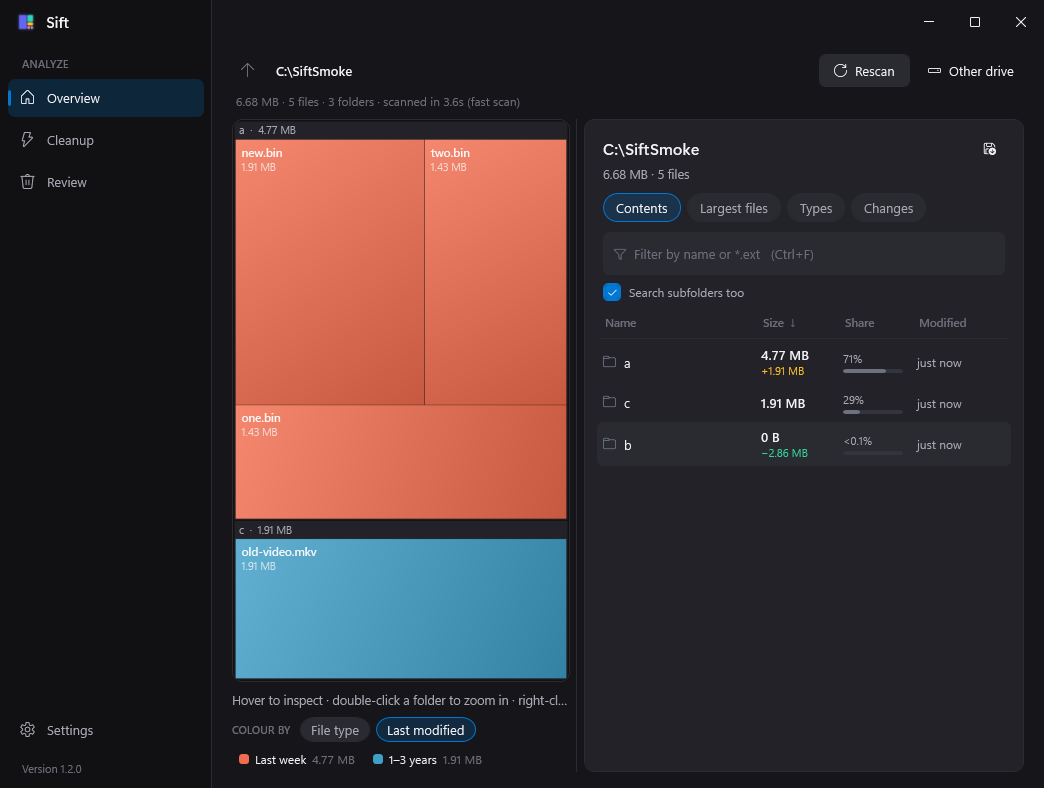 Sift
ANALYZE
Overview
Cleanup
Review
Settings
Version 1.2.0
C:\SiftSmoke
Rescan
Other drive
6.68 MB · 5 files · 3 folders · scanned in 3.6s (fast scan)
a · 4.77 MB
new.bin
1.91 MB
two.bin
1.43 MB
one.bin
1.43 MB
c · 1.91 MB
old-video.mkv
1.91 MB
Hover to inspect · double-click a folder to zoom in · right-cl...
COLOUR BY File type Last modified
Last week 4.77 MB 1–3 years 1.91 MB
C:\SiftSmoke
6.68 MB · 5 files
Contents Largest files Types Changes
Filter by name or *.ext (Ctrl+F)
Search subfolders too
Name Size ↓ Share Modified
a 4.77 MB 71% just now
+1.91 MB
c 1.91 MB 29% just now
b 0 B <0.1% just now
−2.86 MB